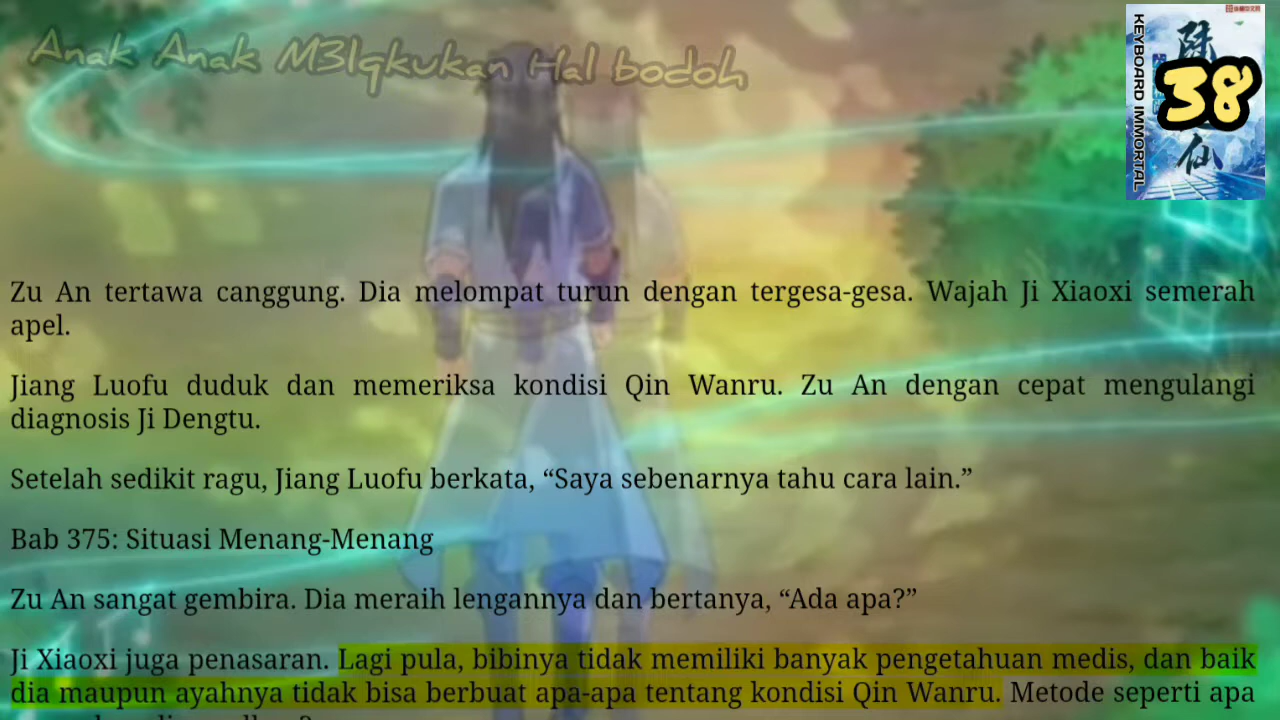 Anak Anak M3lqkukan Hal bodoh
KEYBOARD IMMORTAL
38
仙
Zu An tertawa canggung. Dia melompat turun dengan tergesa-gesa. Wajah Ji Xiaoxi semerah
apel.
Jiang Luofu duduk dan memeriksa kondisi Qin Wanru. Zu An dengan cepat mengulangi
diagnosis Ji Dengtu.
Setelah sedikit ragu, Jiang Luofu berkata, “Saya sebenarnya tahu cara lain.”
Bab 375: Situasi Menang-Menang
Zu An sangat gembira. Dia meraih lengannya dan bertanya, “Ada apa?”
Ji Xiaoxi juga penasaran. Lagi pula, bibinya tidak memiliki banyak pengetahuan medis, dan baik
dia maupun ayahnya tidak bisa berbuat apa-apa tentang kondisi Qin Wanru. Metode seperti apa